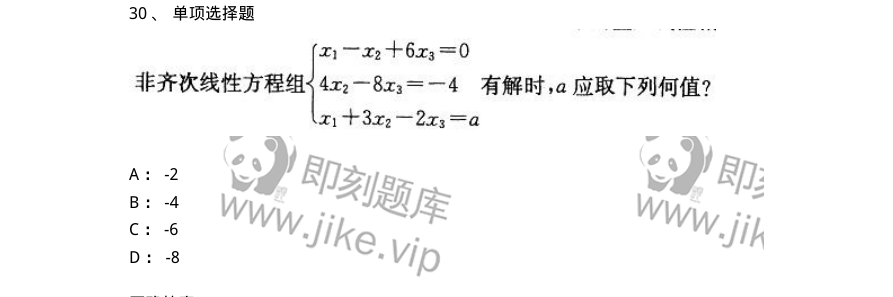 30 、 单项选择题
非齐次线性方程组{x₁－x₂＋6x₃＝0
4x₂－8x₃＝－4
x₁＋3x₂－2x₃＝a
有解时,a 应取下列何值?
A ： -2
B ： -4
C ： -6
D ： -8
即刻题库
www.jike.vip
即
www.jik